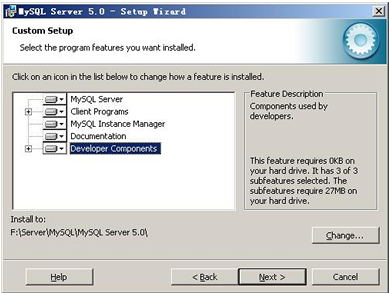 MySQL Server 5.0 - Setup Wizard
Custom Setup
Select the program features you want installed.
Click on an icon in the list below to change how a feature is installed.
MySQL Server
Client Programs
MySQL Instance Manager
Documentation
Developer Components
Feature Description
Components used by
developers.
This feature requires 0KB on
your hard drive. It has 3 of 3
subfeatures selected. The
subfeatures require 27MB on
your hard drive.
Install to:
F:\Server\MySQL\MySQL Server 5.0\
Change...
Help
< Back
Next >
Cancel